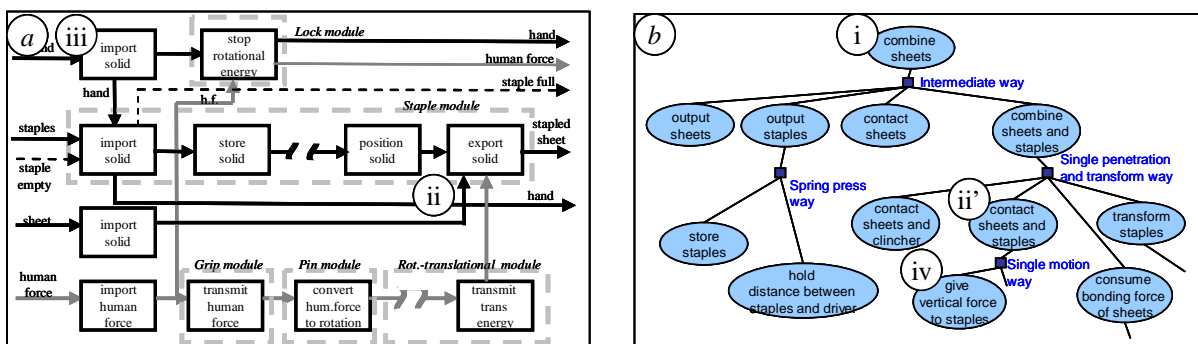 a
iii
import
solid
stop
rotational
energy
Lock module
hand
human force
staple full
hand
h.f.
Staple module
staples
staple
empty
import
solid
store
solid
position
solid
export
solid
stapled
sheet
ii
hand
sheet
import
solid
human
force
import
human
force
Grip module
transmit
human
force
Pin module
convert
hum.force
to rotation
Rot.-translational module
transmit
trans
energy
b
i
combine
sheets
Intermediate way
output
sheets
output
staples
contact
sheets
combine
sheets and
staples
Single penetration
and transform way
Spring press
way
store
staples
hold
distance between
staples and driver
contact
sheets and
clincher
ii'
contact
sheets and
staples
transform
staples
Single motion
way
iv
give
vertical force
to staples
consume
bonding force
of sheets